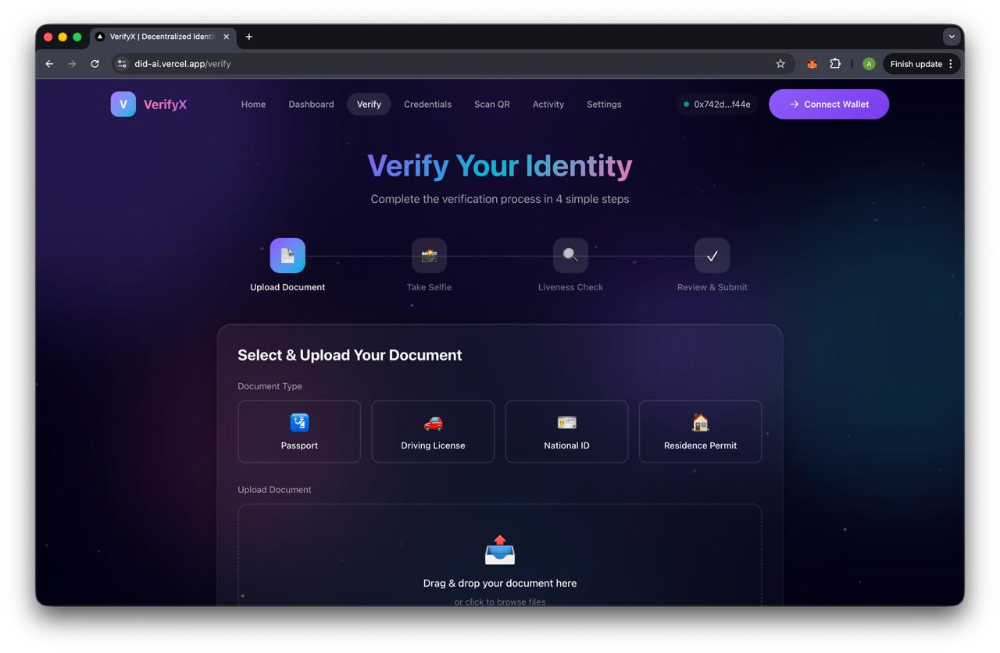 VerifyX | Decentralized Identi
did-ai.vercel.app/verify
A
Finish update
V
VerifyX
Home
Dashboard
Verify
Credentials
Scan QR
Activity
Settings
0x742d...f44e
→ Connect Wallet
Verify Your Identity
Complete the verification process in 4 simple steps
Upload Document
Take Selfie
Liveness Check
Review & Submit
Select & Upload Your Document
Document Type
Passport
Driving License
National ID
Residence Permit
Upload Document
Drag & drop your document here
or click to browse files